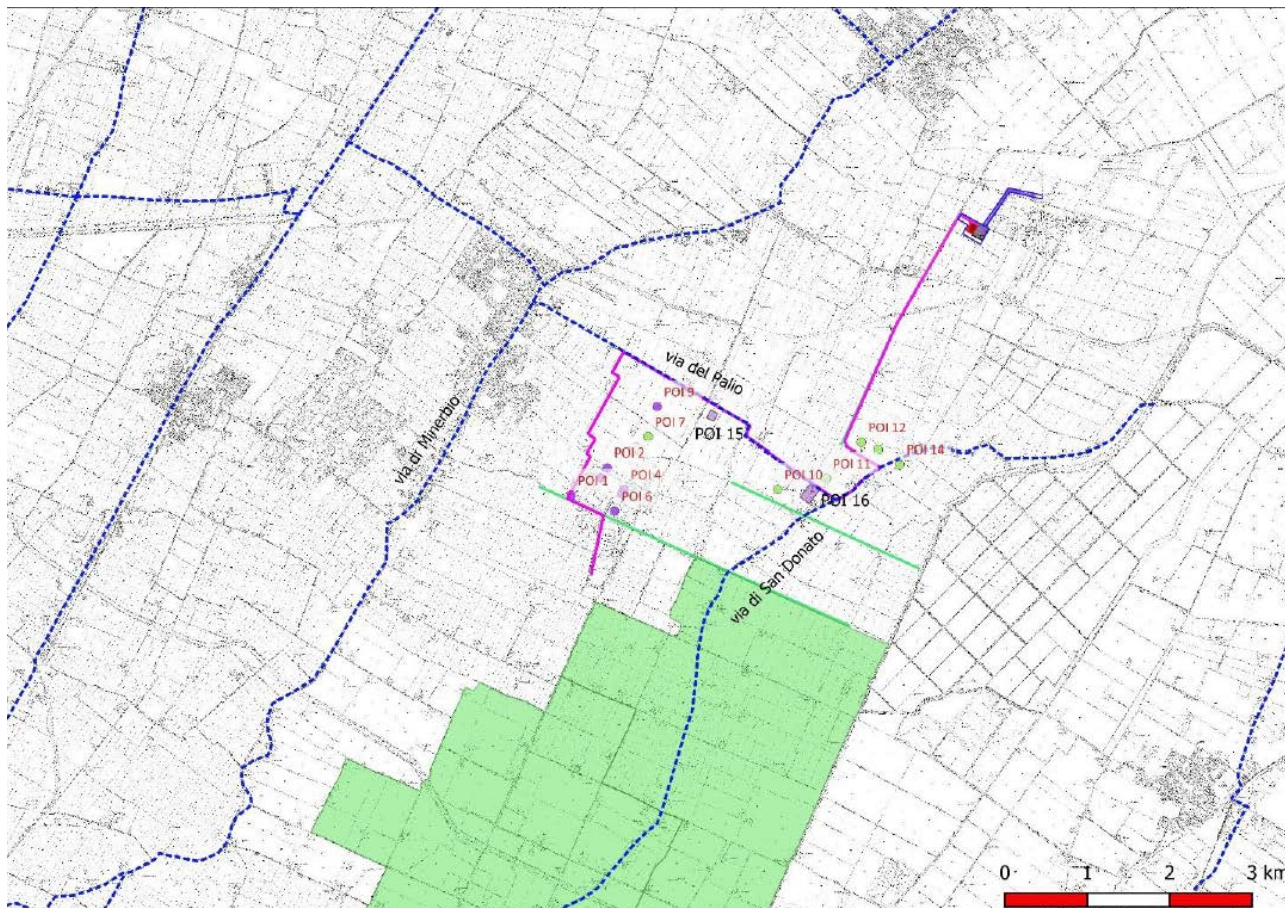 via del Palio
POI 9
POI 7
POI 15
POI 12
POI 14
POI 2
POI 11
POI 1
POI 4
POI 10
POI 6
POI 16
via di Minerbio
via di San Donato
0 1 2 3 km